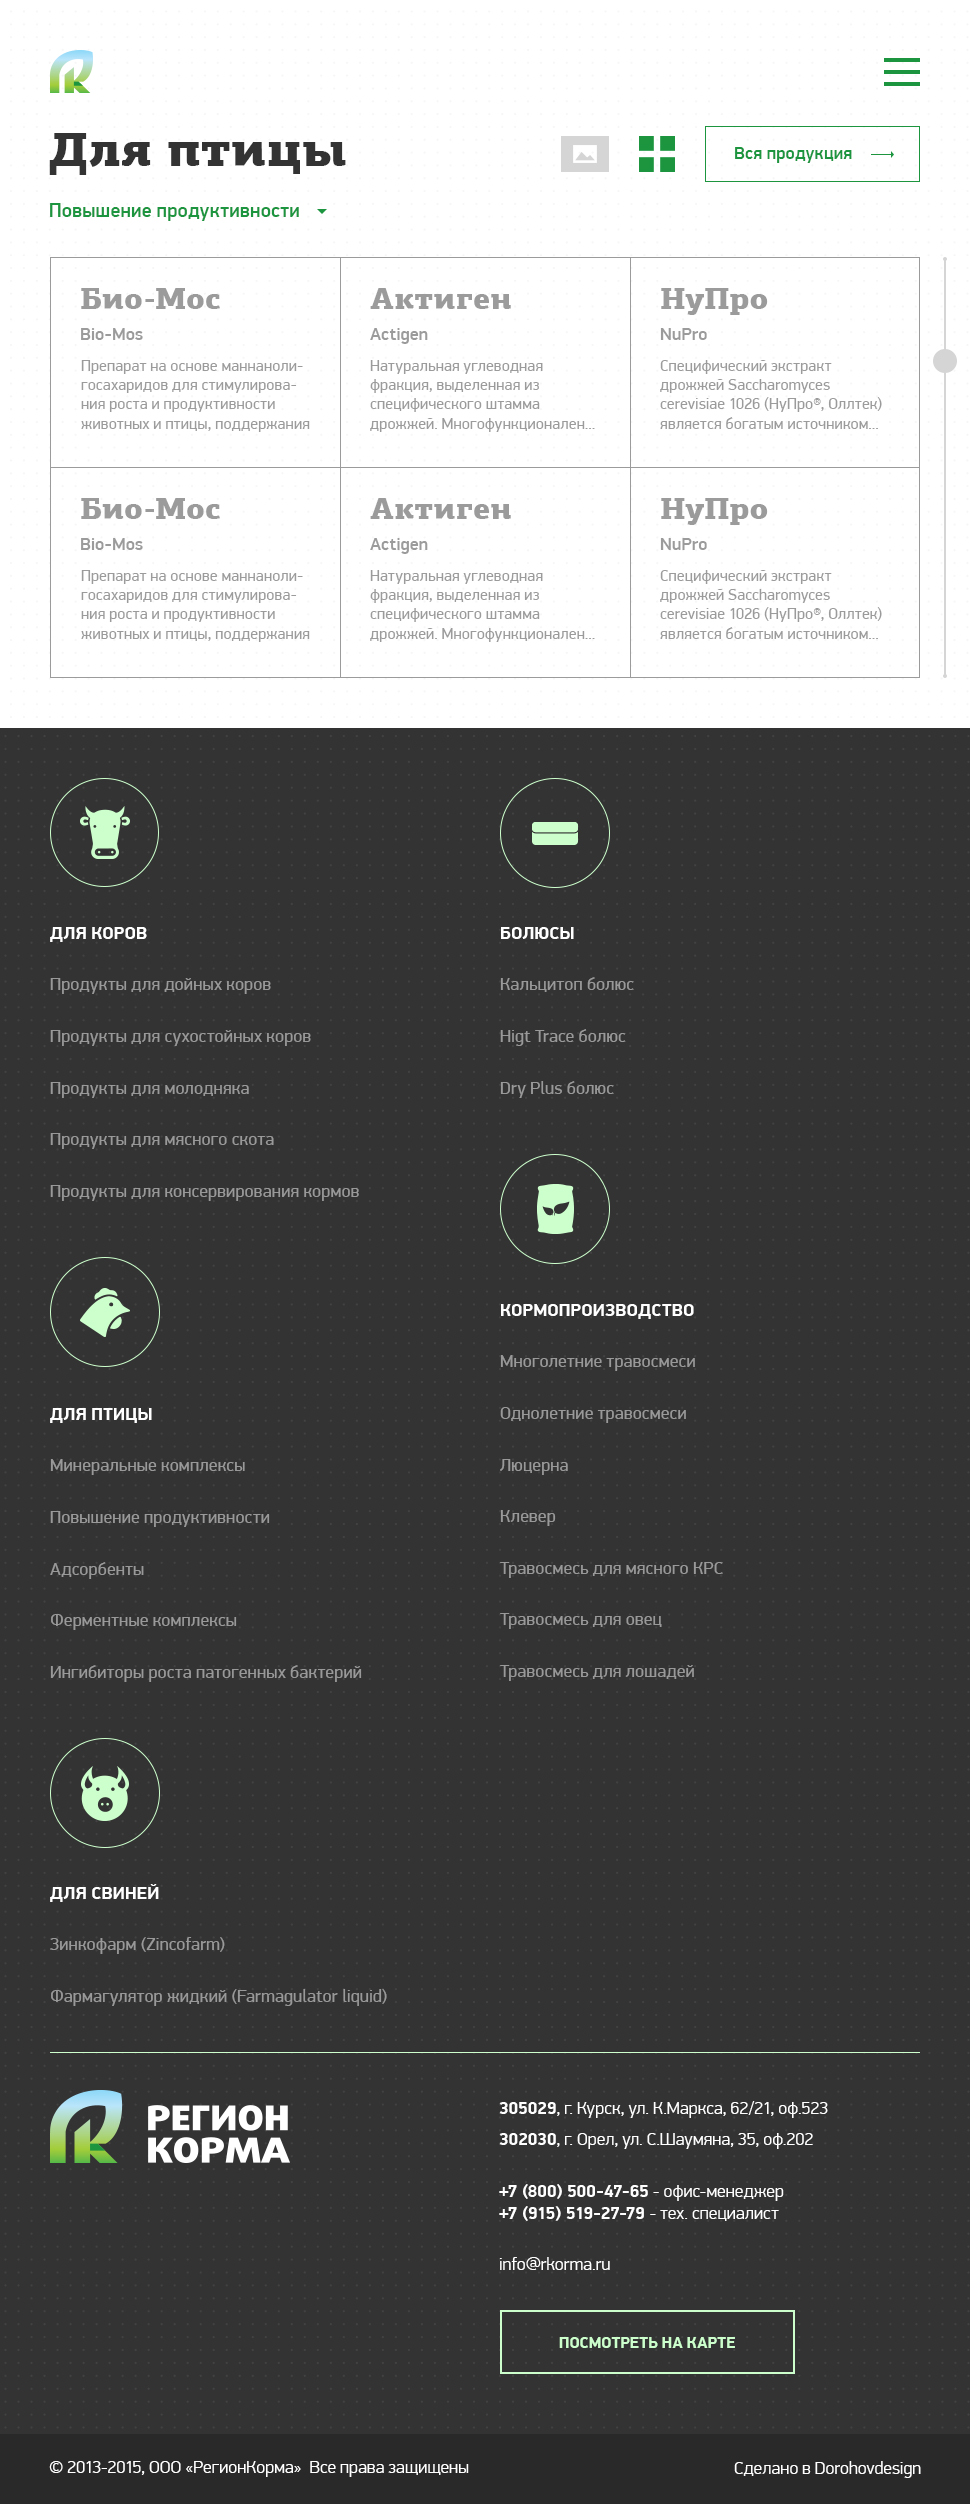 Для птицы
Вся продукция
Повышение продуктивности
Био-Мос
Bio-Mos
Препарат на основе маннаноли-
госахаридов для стимулирова-
ния роста и продуктивности
животных и птицы, поддержания
Актиген
Actigen
Натуральная углеводная
фракция, выделенная из
специфического штамма
дрожжей. Многофункционален...
НуПро
NuPro
Специфический экстракт
дрожжей Saccharomyces
cerevisiae 1026 (НуПро®, Оллтек)
является богатым источником...
Био-Мос
Bio-Mos
Препарат на основе маннаноли-
госахаридов для стимулирова-
ния роста и продуктивности
животных и птицы, поддержания
Актиген
Actigen
Натуральная углеводная
фракция, выделенная из
специфического штамма
дрожжей. Многофункционален...
НуПро
NuPro
Специфический экстракт
дрожжей Saccharomyces
cerevisiae 1026 (НуПро®, Оллтек)
является богатым источником...
ДЛЯ КОРОВ
Продукты для дойных коров
Продукты для сухостойных коров
Продукты для молодняка
Продукты для мясного скота
Продукты для консервирования кормов
ДЛЯ ПТИЦЫ
Минеральные комплексы
Повышение продуктивности
Адсорбенты
Ферментные комплексы
Ингибиторы роста патогенных бактерий
ДЛЯ СВИНЕЙ
Зинкофарм (Zincofarm)
Фармагулятор жидкий (Farmagulator liquid)
БОЛЮСЫ
Кальцитоп болюс
Higt Trace болюс
Dry Plus болюс
КОРМОПРОИЗВОДСТВО
Многолетние травосмеси
Однолетние травосмеси
Люцерна
Клевер
Травосмесь для мясного КРС
Травосмесь для овец
Травосмесь для лошадей
РЕГИОН
КОРМА
305029, г. Курск, ул. К.Маркса, 62/21, оф.523
302030, г. Орел, ул. С.Шаумяна, 35, оф.202
+7 (800) 500-47-65 - офис-менеджер
+7 (915) 519-27-79 - тех. специалист
info@rkorma.ru
ПОСМОТРЕТЬ НА КАРТЕ
© 2013-2015, ООО «РегионКорма» Все права защищены
Сделано в Dorohovdesign